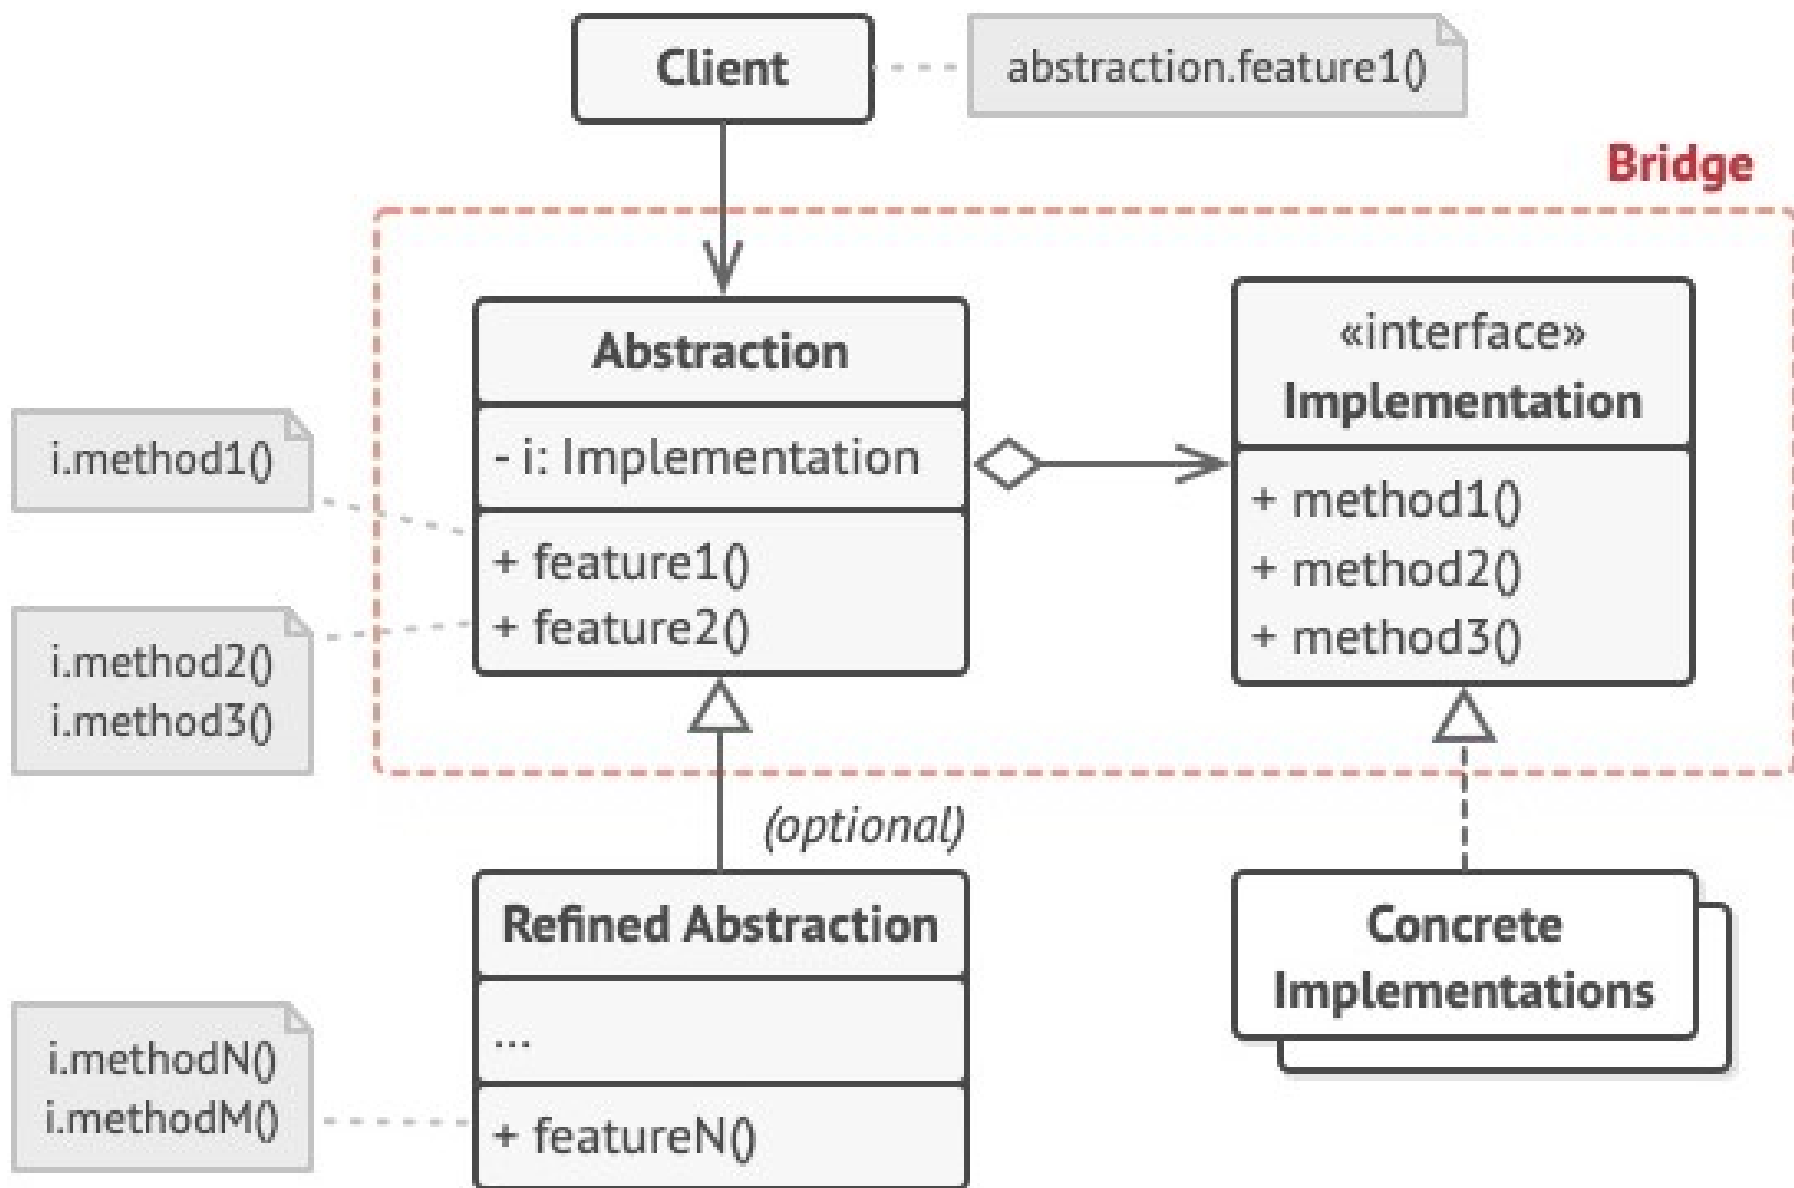 Client
abstraction.feature1()
Bridge
Abstraction
- i: Implementation
+ feature1()
+ feature2()
«interface»
Implementation
+ method1()
+ method2()
+ method3()
i.method1()
i.method2()
i.method3()
(optional)
Refined Abstraction
...
+ featureN()
Concrete
Implementations
i.methodN()
i.methodM()